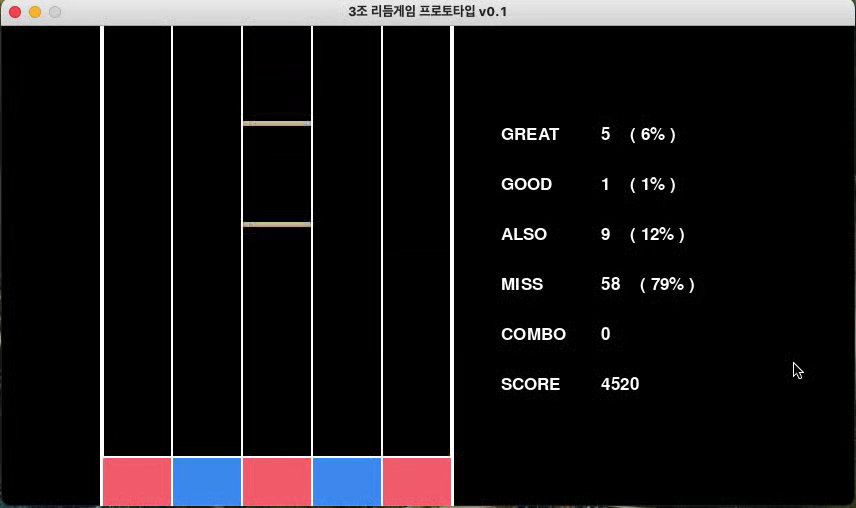 3조 리듬게임 프로토타입 v0.1
GREAT 5 ( 6% )
GOOD 1 ( 1% )
ALSO 9 ( 12% )
MISS 58 ( 79% )
COMBO 0
SCORE 4520